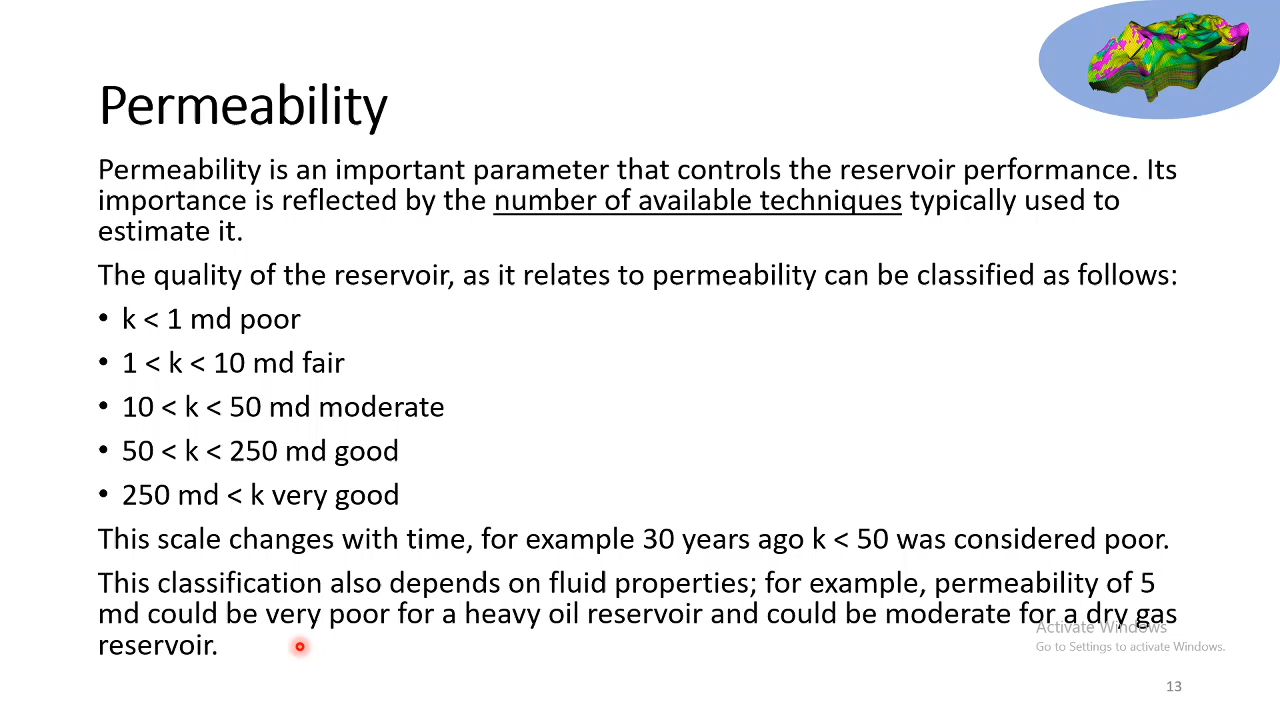 Permeability
Permeability is an important parameter that controls the reservoir performance. Its
importance is reflected by the number of available techniques typically used to
estimate it.
The quality of the reservoir, as it relates to permeability can be classified as follows:
• k < 1 md poor
• 1 < k < 10 md fair
• 10 < k < 50 md moderate
• 50 < k < 250 md good
• 250 md < k very good
This scale changes with time, for example 30 years ago k < 50 was considered poor.
This classification also depends on fluid properties; for example, permeability of 5
md could be very poor for a heavy oil reservoir and could be moderate for a dry gas
reservoir.
Activate Windows
Go to Settings to activate Windows.
13